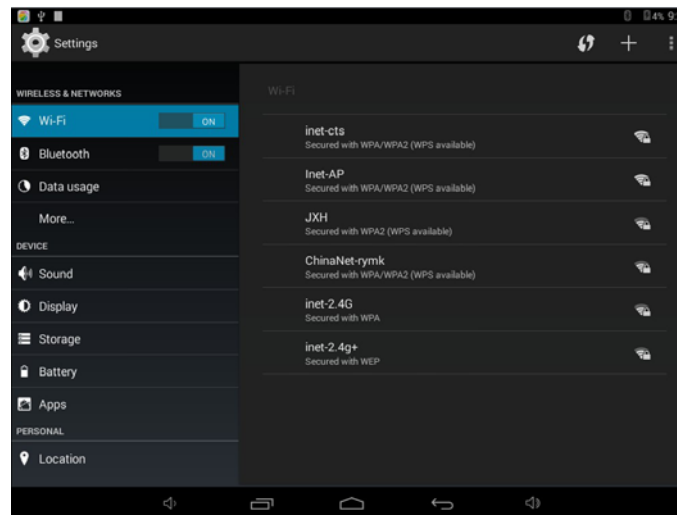 4% 9:
Settings
WIRELESS & NETWORKS
Wi-Fi
ON
Bluetooth
ON
Data usage
More...
DEVICE
Sound
Display
Storage
Battery
Apps
PERSONAL
Location
Wi-Fi
inet-cts
Secured with WPA/WPA2 (WPS available)
Inet-AP
Secured with WPA/WPA2 (WPS available)
JXH
Secured with WPA2 (WPS available)
ChinaNet-rymk
Secured with WPA/WPA2 (WPS available)
inet-2.4G
Secured with WPA
inet-2.4g+
Secured with WEP